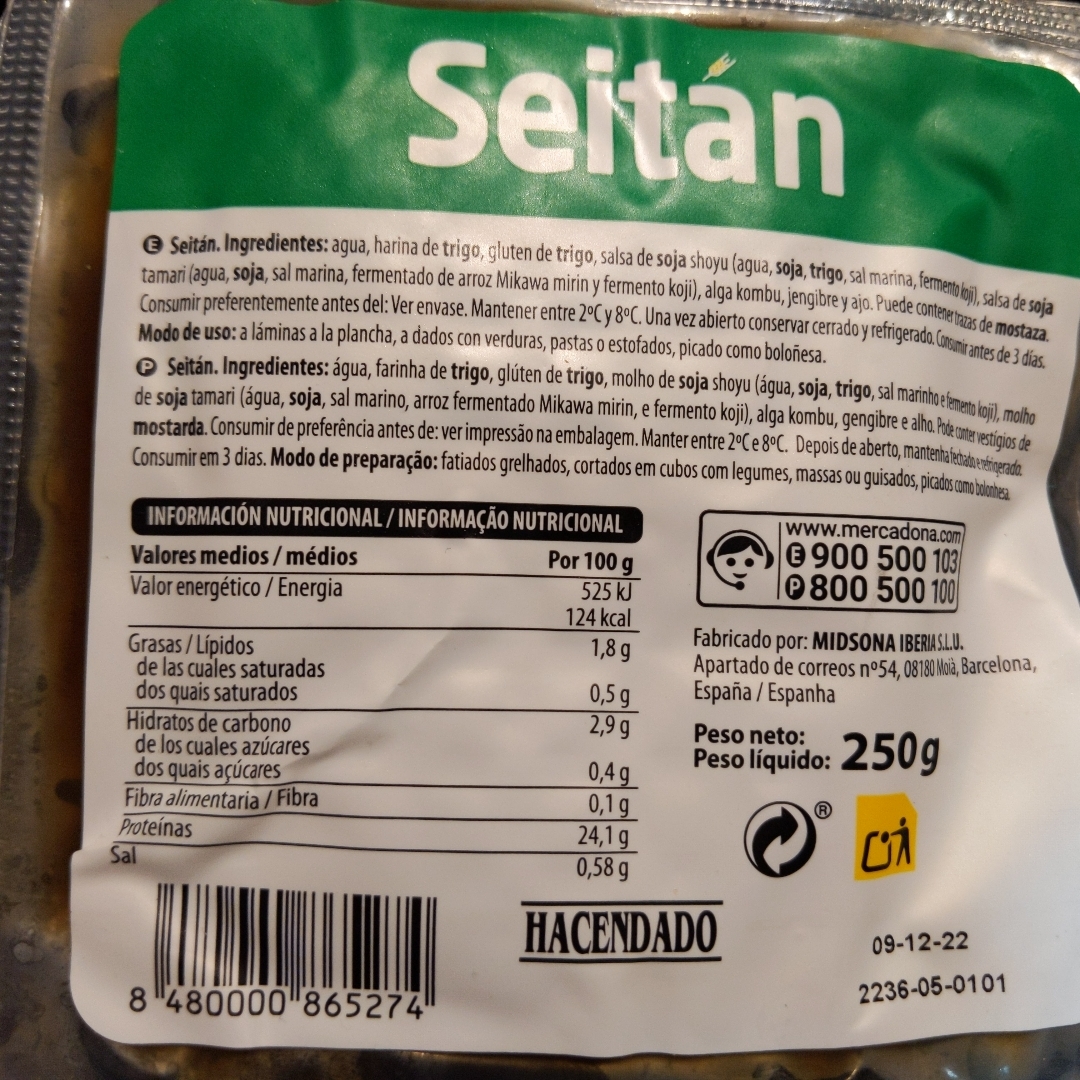 Seitán
E Seitán. Ingredientes: agua, harina de trigo, gluten de trigo, salsa de soja shoyu (agua, soja, trigo, sal marina, fermento koji), salsa de soja
tamari (agua, soja, sal marina, fermentado de arroz Mikawa mirin y fermento koji), alga kombu, jengibre y ajo. Puede contener trazas de mostaza.
Consumir preferentemente antes del: Ver envase. Mantener entre 2ºC y 8ºC. Una vez abierto conservar cerrado y refrigerado. Consumir antes de 3 días.
Modo de uso: a láminas a la plancha, a dados con verduras, pastas o estofados, picado como boloñesa.
P Seitán. Ingredientes: água, farinha de trigo, glúten de trigo, molho de soja shoyu (água, soja, trigo, sal marinho e fermento koji), molho
de soja tamari (água, soja, sal marino, arroz fermentado Mikawa mirin, e fermento koji), alga kombu, gengibre e alho. Pode conter vestígios de
mostarda. Consumir de preferência antes de: ver impressão na embalagem. Manter entre 2ºC e 8ºC. Depois de aberto, mantenha fechado e refrigerado.
Consumir em 3 dias. Modo de preparação: fatiados grelhados, cortados em cubos com legumes, massas ou guisados, picados como bolonhesa.
INFORMACIÓN NUTRICIONAL / INFORMAÇÃO NUTRICIONAL
Valores medios / médios Por 100 g
Valor energético / Energia 525 kJ
124 kcal
Grasas / Lípidos 1,8 g
de las cuales saturadas
dos quais saturados 0,5 g
Hidratos de carbono 2,9 g
de los cuales azúcares
dos quais açúcares 0,4 g
Fibra alimentaria / Fibra 0,1 g
Proteínas 24,1 g
Sal 0,58 g
www.mercadona.com
E 900 500 103
P 800 500 100
Fabricado por: MIDSONA IBERIA S.L.U.
Apartado de correos nº54, 08180 Moià, Barcelona,
España / Espanha
Peso neto:
Peso líquido: 250g
®
HACENDADO
09-12-22
2236-05-0101
8 480000 865274